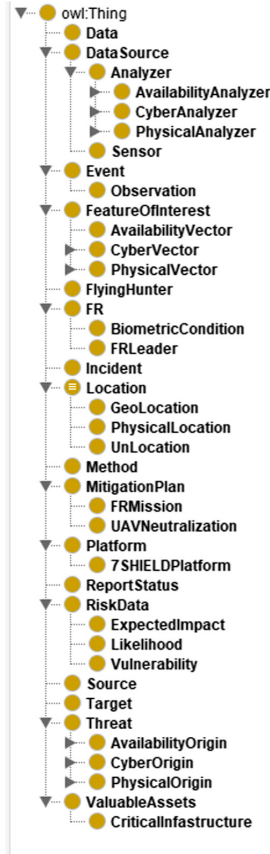 owl:Thing
Data
DataSource
Analyzer
AvailabilityAnalyzer
CyberAnalyzer
PhysicalAnalyzer
Sensor
Event
Observation
FeatureOfInterest
AvailabilityVector
CyberVector
PhysicalVector
FlyingHunter
FR
BiometricCondition
FRLeader
Incident
Location
GeoLocation
PhysicalLocation
UnLocation
Method
MitigationPlan
FRMission
UAVNeutralization
Platform
7SHIELDPlatform
ReportStatus
RiskData
ExpectedImpact
Likelihood
Vulnerability
Source
Target
Threat
AvailabilityOrigin
CyberOrigin
PhysicalOrigin
ValuableAssets
CriticalInfastructure